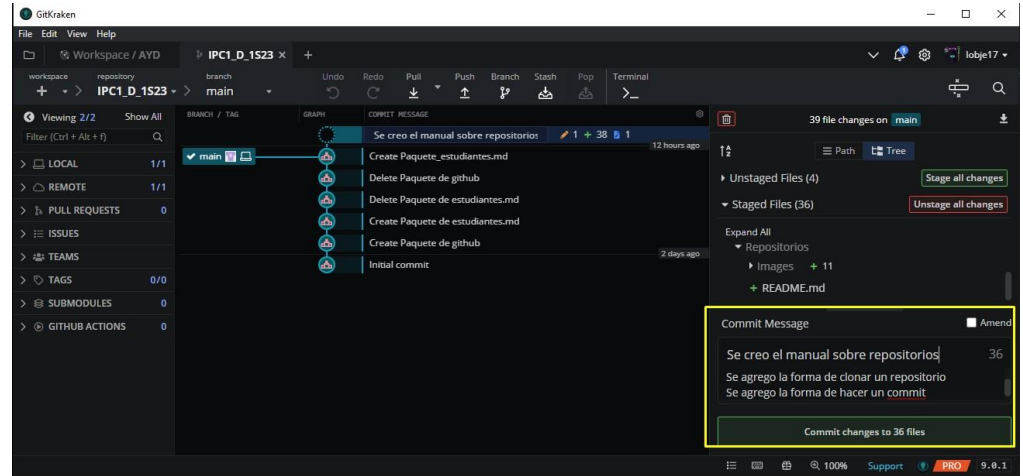 GitKraken
File Edit View Help
Workspace / AYD
IPC1_D_1S23
lobje17
workspace repository branch
IPC1_D_1S23 main
Undo Redo Pull Push Branch Stash Pop Terminal
Viewing 2/2 Show All
Filter (Ctrl + Alt + f)
LOCAL 1/1
REMOTE 1/1
PULL REQUESTS 0
ISSUES
TEAMS
TAGS 0/0
SUBMODULES 0
GITHUB ACTIONS 0
BRANCH / TAG GRAPH COMMIT MESSAGE
Se creo el manual sobre repositorios 1 + 38 1
12 hours ago
main Create Paquete_estudiantes.md
Delete Paquete de github
Delete Paquete de estudiantes.md
Create Paquete de estudiantes.md
Create Paquete de github
2 days ago
Initial commit
39 file changes on main
Path Tree
Unstaged Files (4) Stage all changes
Staged Files (36) Unstage all changes
Expand All
Repositorios
Images + 11
+ README.md
Commit Message Amend
Se creo el manual sobre repositorios 36
Se agrego la forma de clonar un repositorio
Se agrego la forma de hacer un commit
Commit changes to 36 files
100% Support PRO 9.0.1